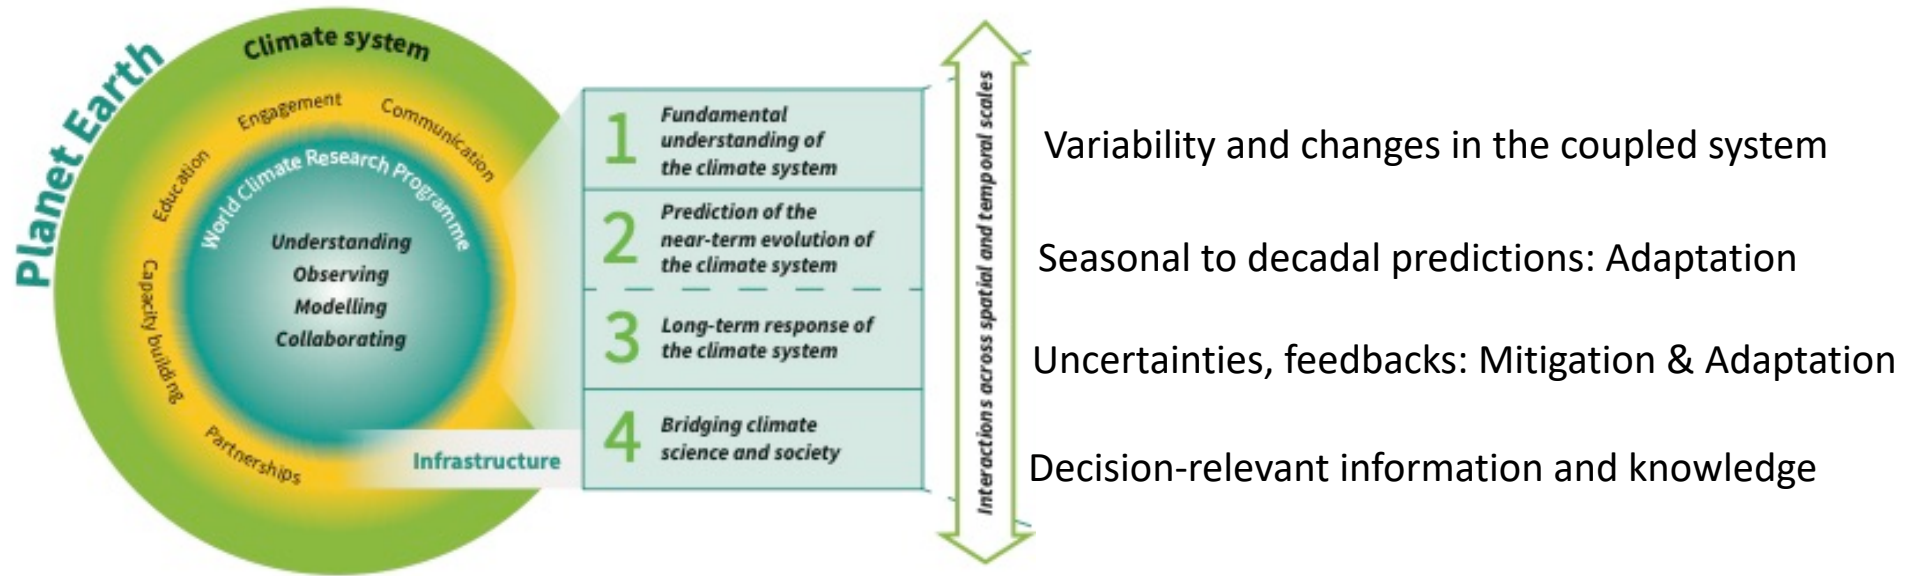 Planet Earth
Climate system
Engagement
Communication
Education
Capacity building
Partnerships
World Climate Research Programme
Understanding
Observing
Modelling
Collaborating
Infrastructure
1
Fundamental
understanding of
the climate system
2
Prediction of the
near-term evolution of
the climate system
3
Long-term response of
the climate system
4
Bridging climate
science and society
Interactions across spatial and temporal scales
Variability and changes in the coupled system
Seasonal to decadal predictions: Adaptation
Uncertainties, feedbacks: Mitigation & Adaptation
Decision-relevant information and knowledge